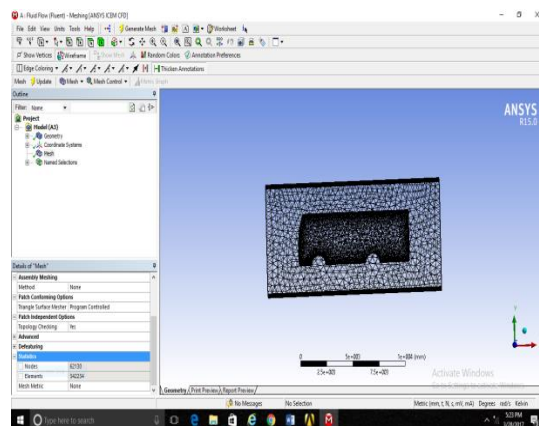 A : Fluid Flow (Fluent) - Meshing [ANSYS ICEM CFD]
File Edit View Units Tools Help Generate Mesh Worksheet
Show Vertices Wireframe Random Colors Annotation Preferences
Edge Coloring Thicken Annotations
Mesh Update Mesh Mesh Control
Outline
Filter: Name
Project
Model (A3)
Geometry
Coordinate Systems
Mesh
Named Selections
ANSYS
R15.0
Details of "Mesh"
Assembly Meshing
Method None
Patch Conforming Options
Triangle Surface Mesher Program Controlled
Patch Independent Options
Topology Checking Yes
Advanced
Defeaturing
Statistics
Nodes
Elements
Mesh Metric None
0 5e+003 1e+004 (mm)
2.5e+003 7.5e+003
Activate Windows
Geometry Print Preview Report Preview
No Messages No Selection Metric (mm, t, N, s, mV, mA) Degrees rad/s Kelvin
Type here to search
5:23 PM